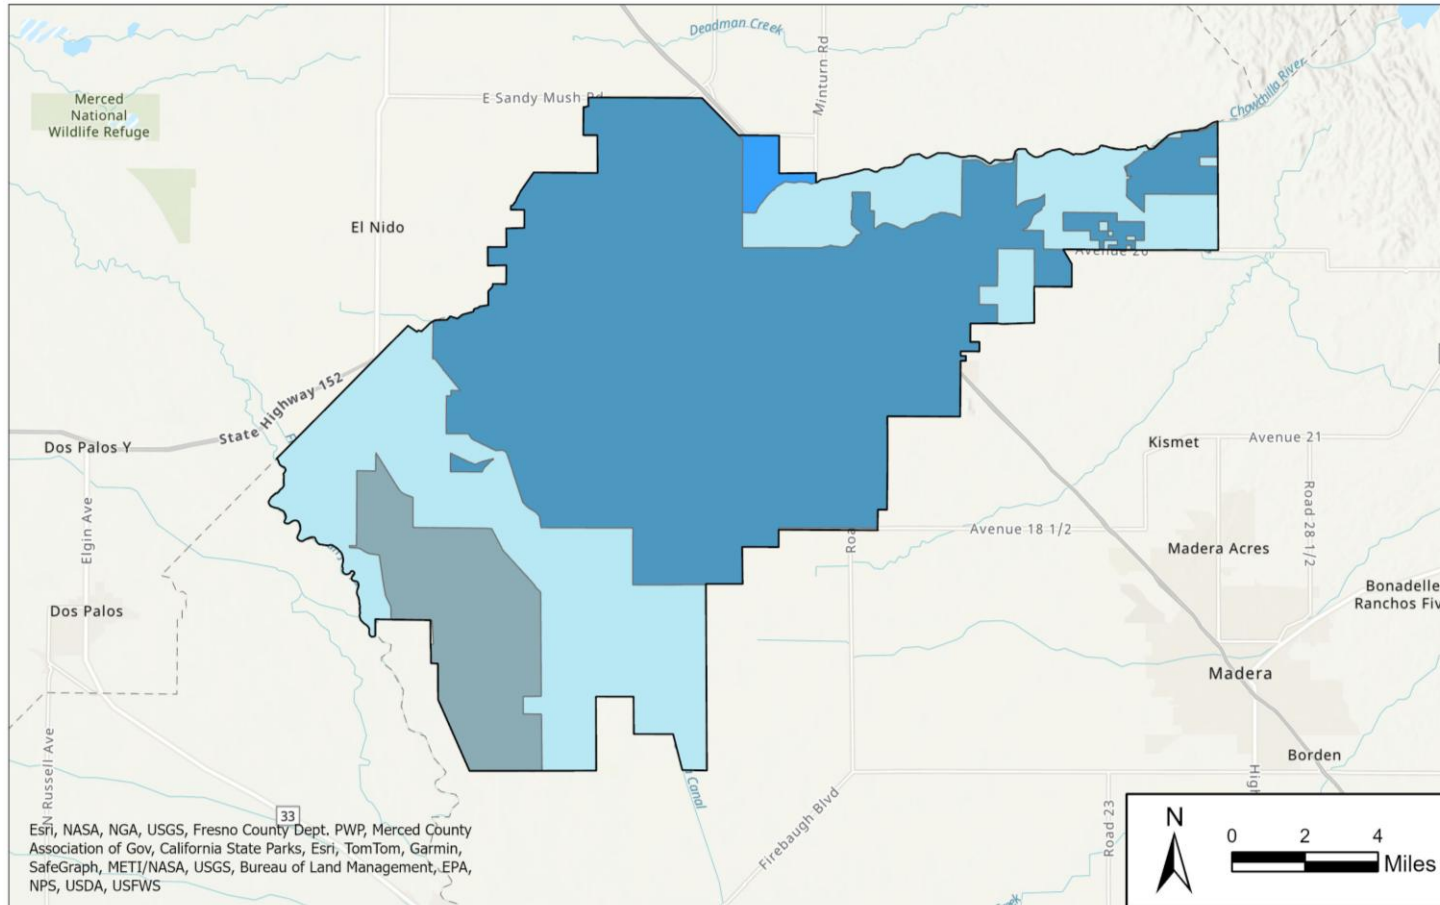 Deadman Creek
Minturn Rd
E Sandy Mush Rd
Chowchilla River
Merced
National
Wildlife Refuge
El Nido
Avenue 26
State Highway 152
Dos Palos Y
Kismet
Avenue 21
Elgin Ave
Road 28 1/2
Avenue 18 1/2
Madera Acres
Bonadelle
Ranchos Fiv
Dos Palos
Madera
N Russell Ave
Borden
Canal
Firebaugh Blvd
Road 23
33
Esri, NASA, NGA, USGS, Fresno County Dept. PWP, Merced County
Association of Gov, California State Parks, Esri, TomTom, Garmin,
SafeGraph, METI/NASA, USGS, Bureau of Land Management, EPA,
NPS, USDA, USFWS
N
0 2 4
Miles